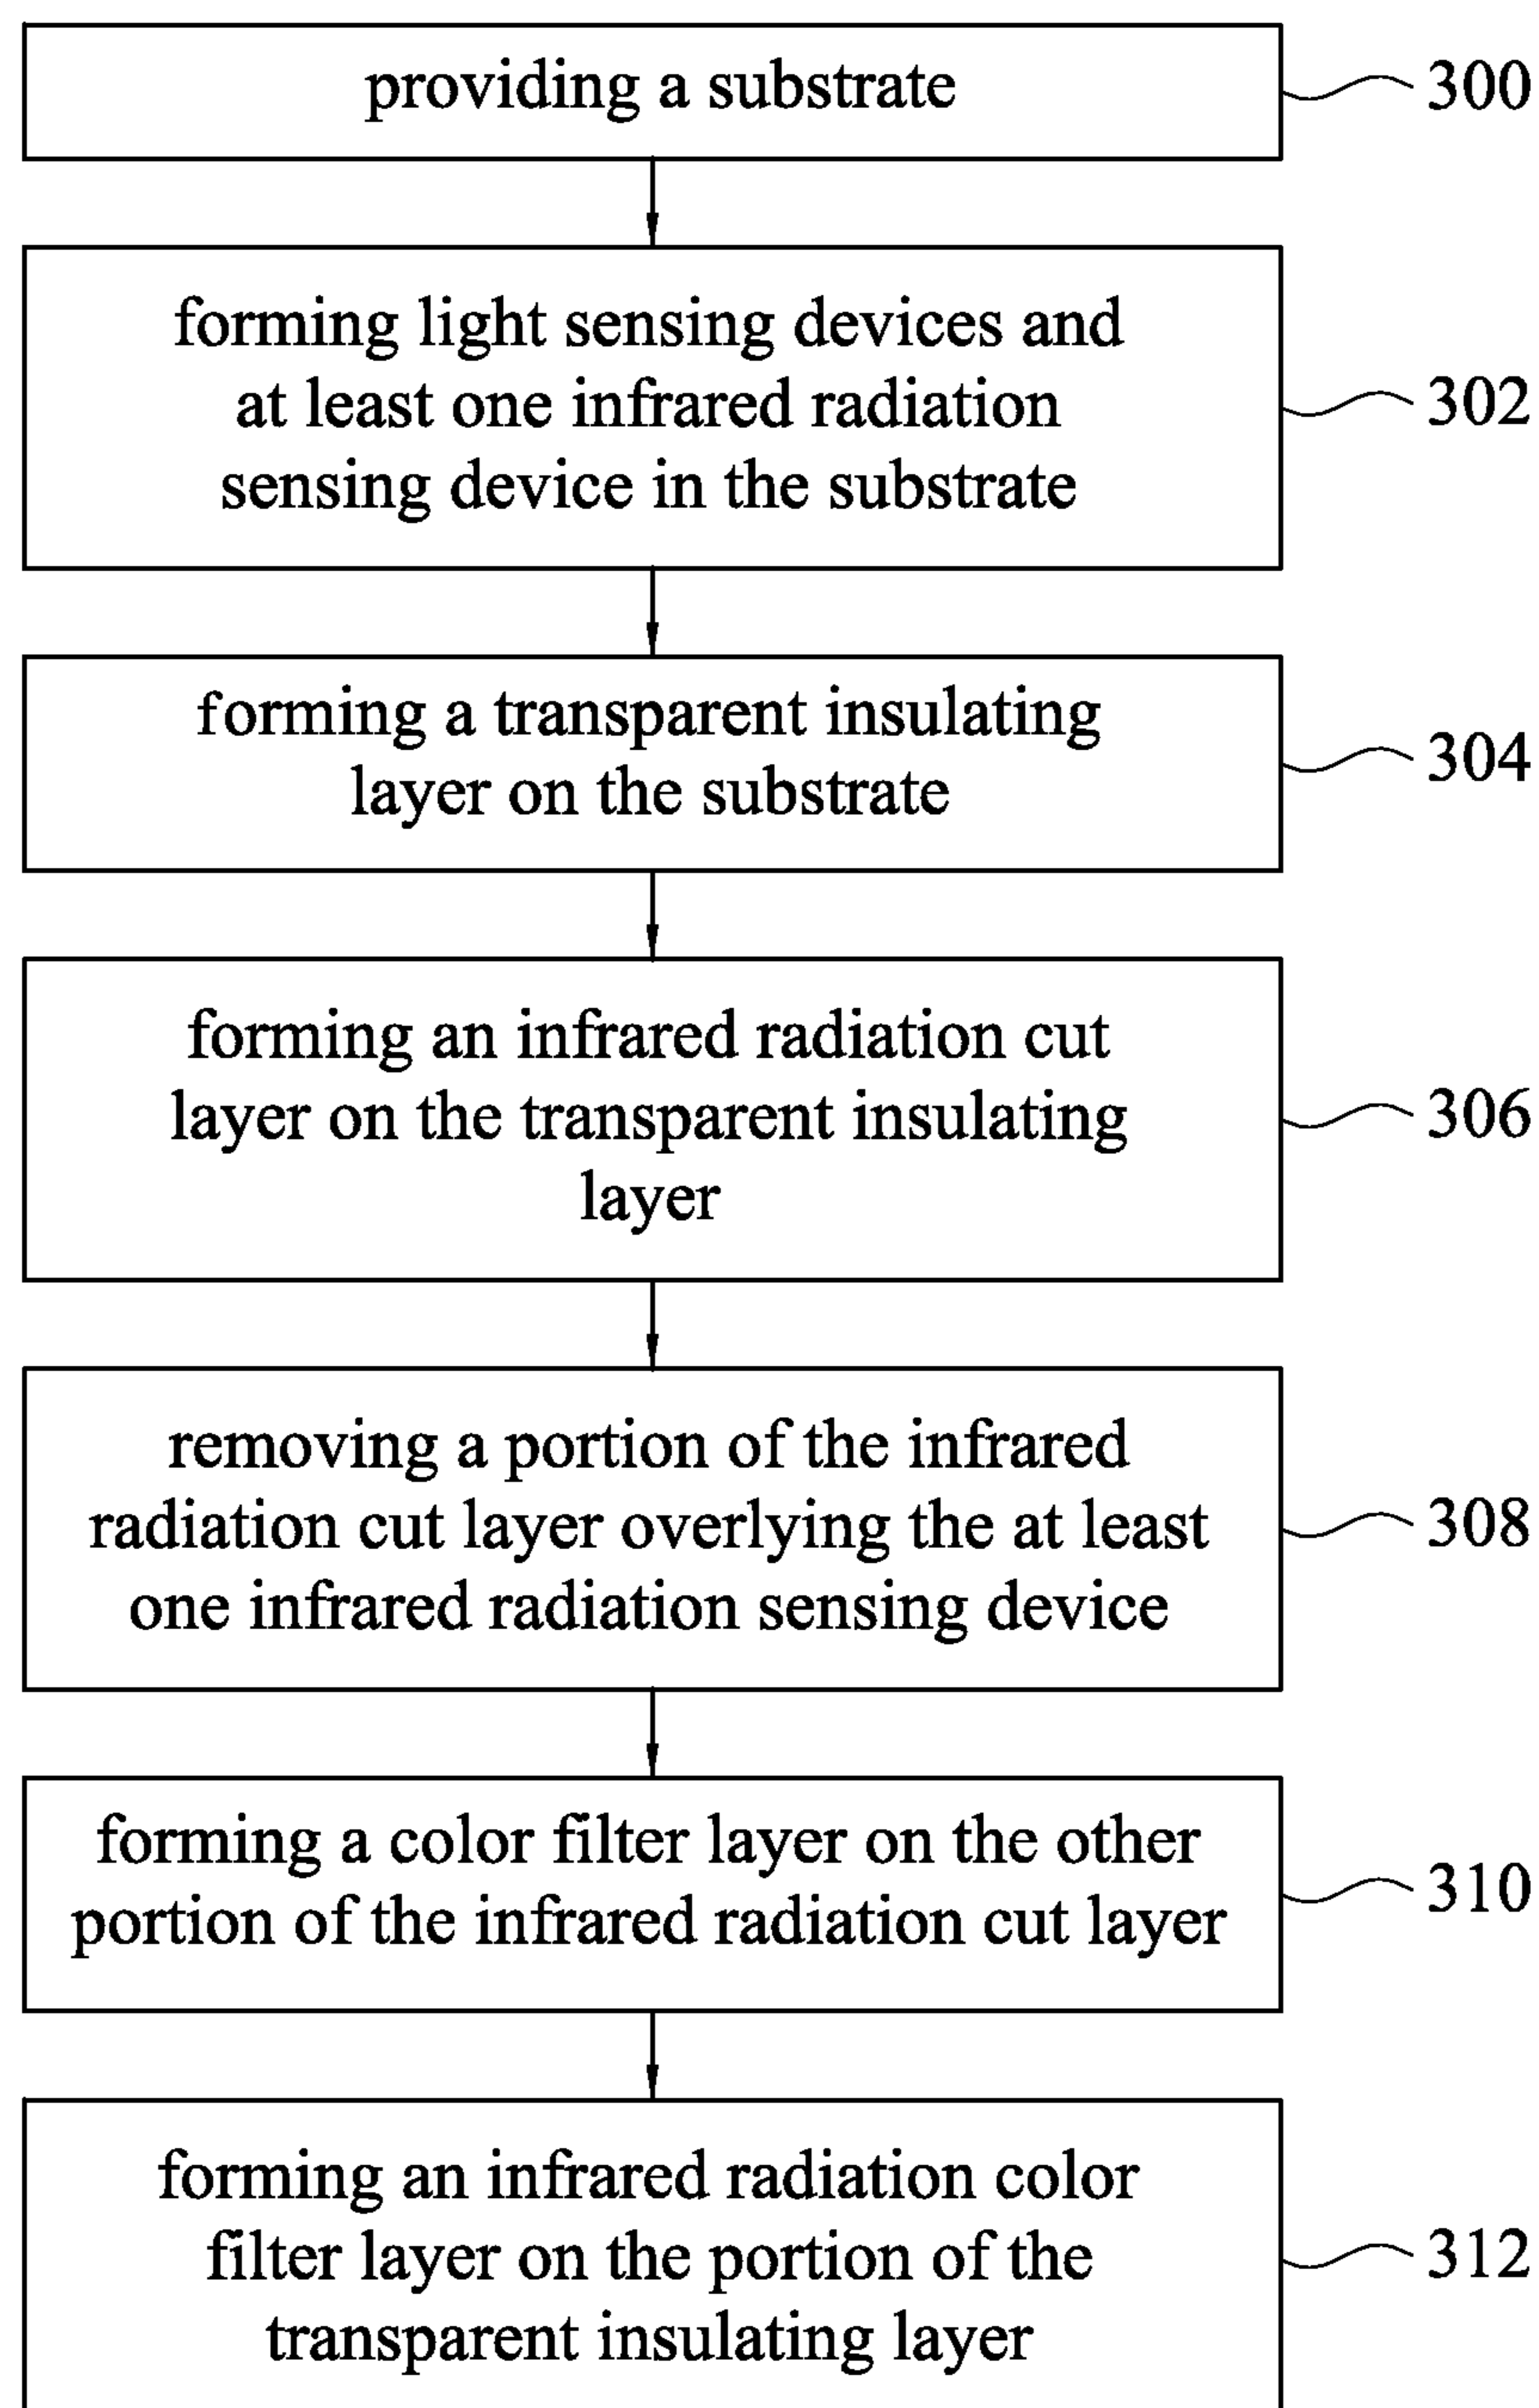 providing a substrate
300
forming light sensing devices and
at least one infrared radiation
sensing device in the substrate
302
forming a transparent insulating
layer on the substrate
304
forming an infrared radiation cut
layer on the transparent insulating
layer
306
removing a portion of the infrared
radiation cut layer overlying the at least
one infrared radiation sensing device
308
forming a color filter layer on the other
portion of the infrared radiation cut layer
310
forming an infrared radiation color
filter layer on the portion of the
transparent insulating layer
312